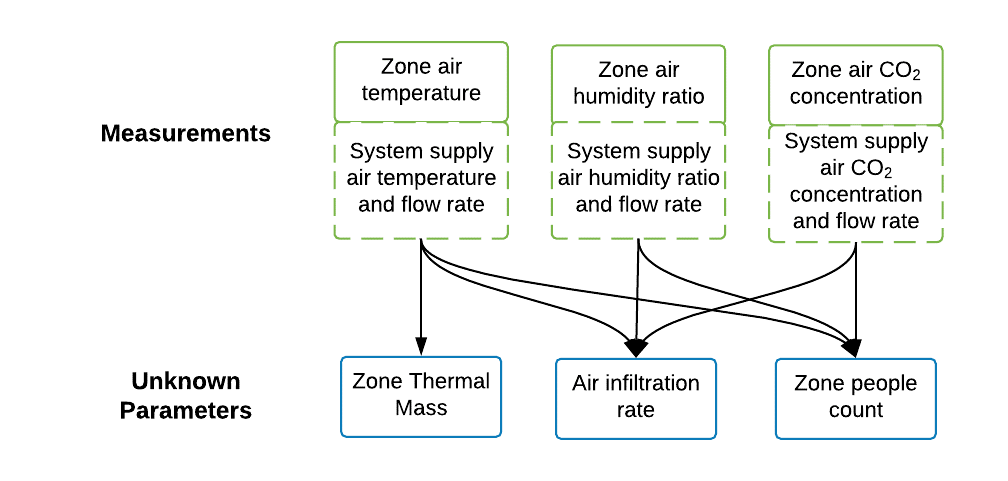 Measurements
Zone air
temperature
System supply
air temperature
and flow rate
Zone air
humidity ratio
System supply
air humidity ratio
and flow rate
Zone air CO₂
concentration
System supply
air CO₂
concentration
and flow rate
Unknown
Parameters
Zone Thermal
Mass
Air infiltration
rate
Zone people
count